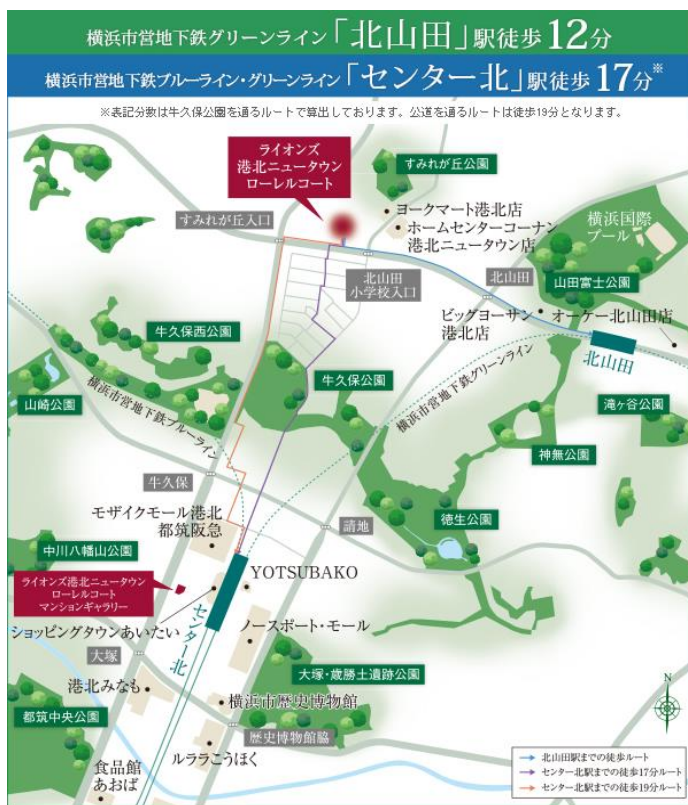 横浜市営地下鉄グリーンライン「北山田」駅徒歩12分
横浜市営地下鉄ブルーライン・グリーンライン「センター北」駅徒歩17分※
※表記分数は牛久保公園を通るルートで算出しております。公道を通るルートは徒歩19分となります。
ライオンズ
港北ニュータウン
ローレルコート
すみれが丘公園
すみれが丘入口
ヨークマート港北店
ホームセンターコーナン
港北ニュータウン店
横浜国際
プール
北山田
小学校入口
北山田
山田富士公園
ビッグヨーサン
港北店
オーケー北山田店
北山田
牛久保西公園
牛久保公園
横浜市営地下鉄グリーンライン
横浜市営地下鉄ブルーライン
山崎公園
滝ヶ谷公園
神無公園
牛久保
モザイクモール港北
都筑阪急
請地
徳生公園
中川八幡山公園
YOTSUBAKO
ライオンズ港北ニュータウン
ローレルコート
マンションギャラリー
センター北
ショッピングタウンあいたい
ノースポート・モール
大塚
大塚・歳勝土遺跡公園
港北みなも
横浜市歴史博物館
都筑中央公園
歴史博物館脇
ルララこうほく
食品館
あおば
N
北山田駅までの徒歩ルート
センター北駅までの徒歩17分ルート
センター北駅までの徒歩19分ルート